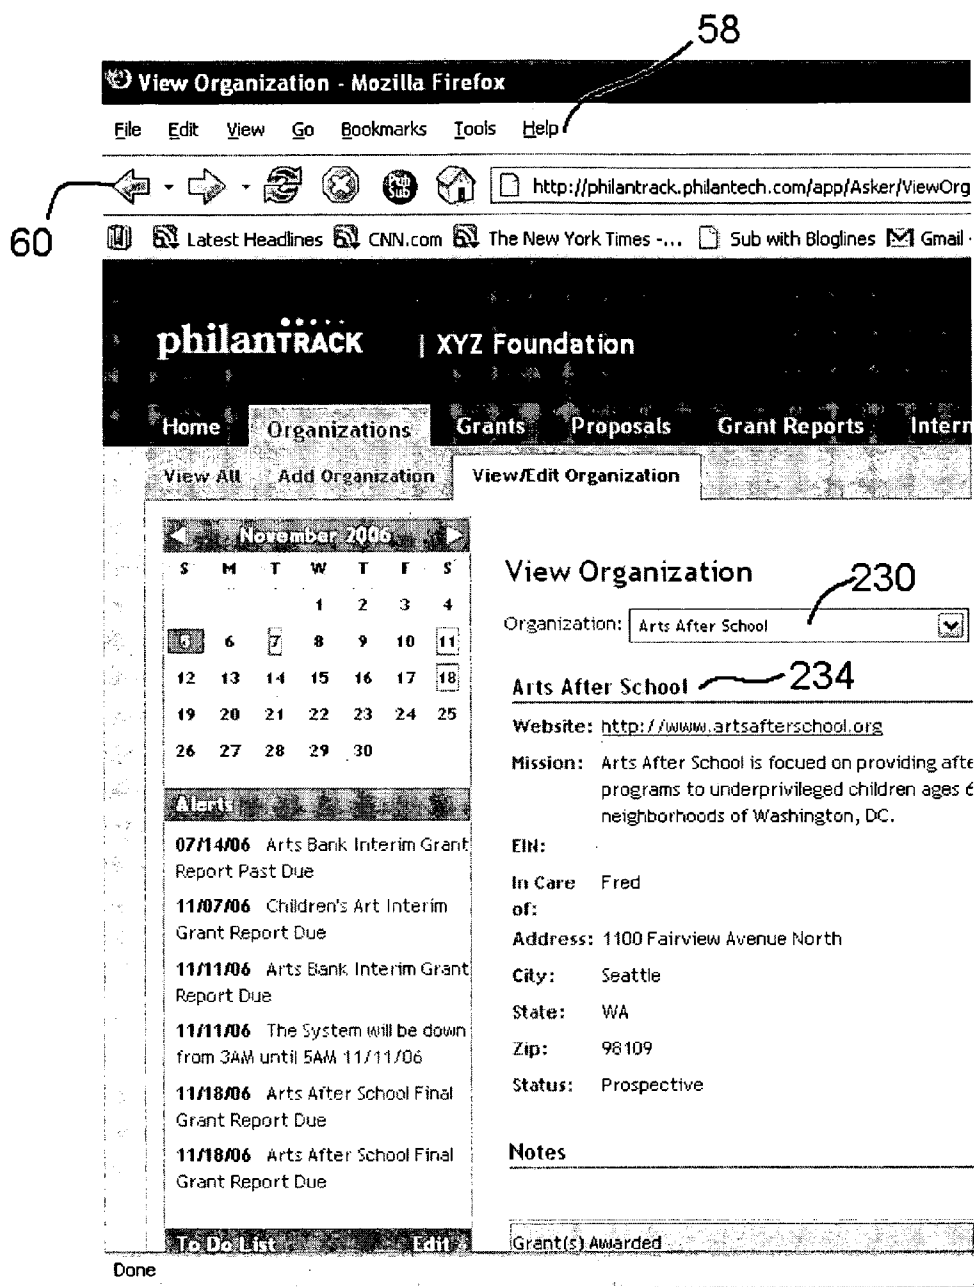 58
View Organization - Mozilla Firefox
File Edit View Go Bookmarks Tools Help
60
Pub Sub
http://philantrack.philantech.com/app/Asker/ViewOrg
Latest Headlines CNN.com The New York Times -... Sub with Bloglines Gmail -
philanTRACK | XYZ Foundation
Home Organizations Grants Proposals Grant Reports Intern
View All Add Organization View/Edit Organization
November 2006
S M T W T F S
1 2 3 4
5 6 7 8 9 10 11
12 13 14 15 16 17 18
19 20 21 22 23 24 25
26 27 28 29 30
Alerts
07/14/06 Arts Bank Interim Grant
Report Past Due
11/07/06 Children's Art Interim
Grant Report Due
11/11/06 Arts Bank Interim Grant
Report Due
11/11/06 The System will be down
from 3AM until 5AM 11/11/06
11/18/06 Arts After School Final
Grant Report Due
11/18/06 Arts After School Final
Grant Report Due
To Do List Edit
View Organization
230
Organization: Arts After School
Arts After School 234
Website: http://www.artsafterschool.org
Mission: Arts After School is focued on providing afte
programs to underprivileged children ages 6
neighborhoods of Washington, DC.
EIN:
In Care of: Fred
Address: 1100 Fairview Avenue North
City: Seattle
State: WA
Zip: 98109
Status: Prospective
Notes
Grant(s) Awarded
Done